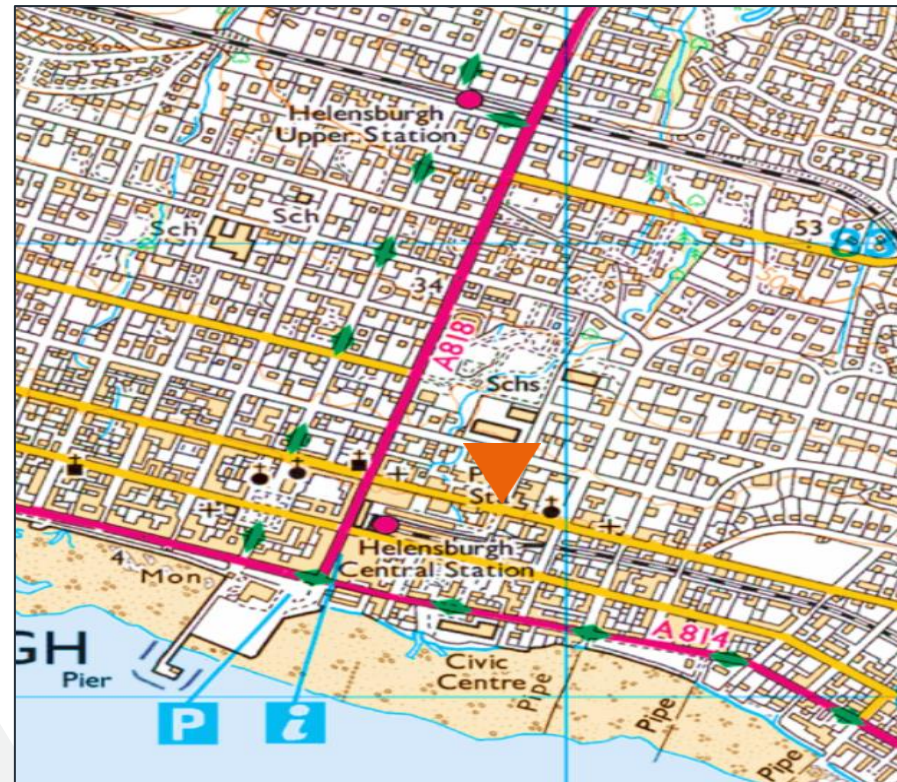 Helensburgh
Upper Station
Sch
Sch
53
34
A818
Schs
Helensburgh
Central Station
4
Mon
A 814
GH
Pier
Civic
Centre
Pipe
Pipe
Pipe
P
i